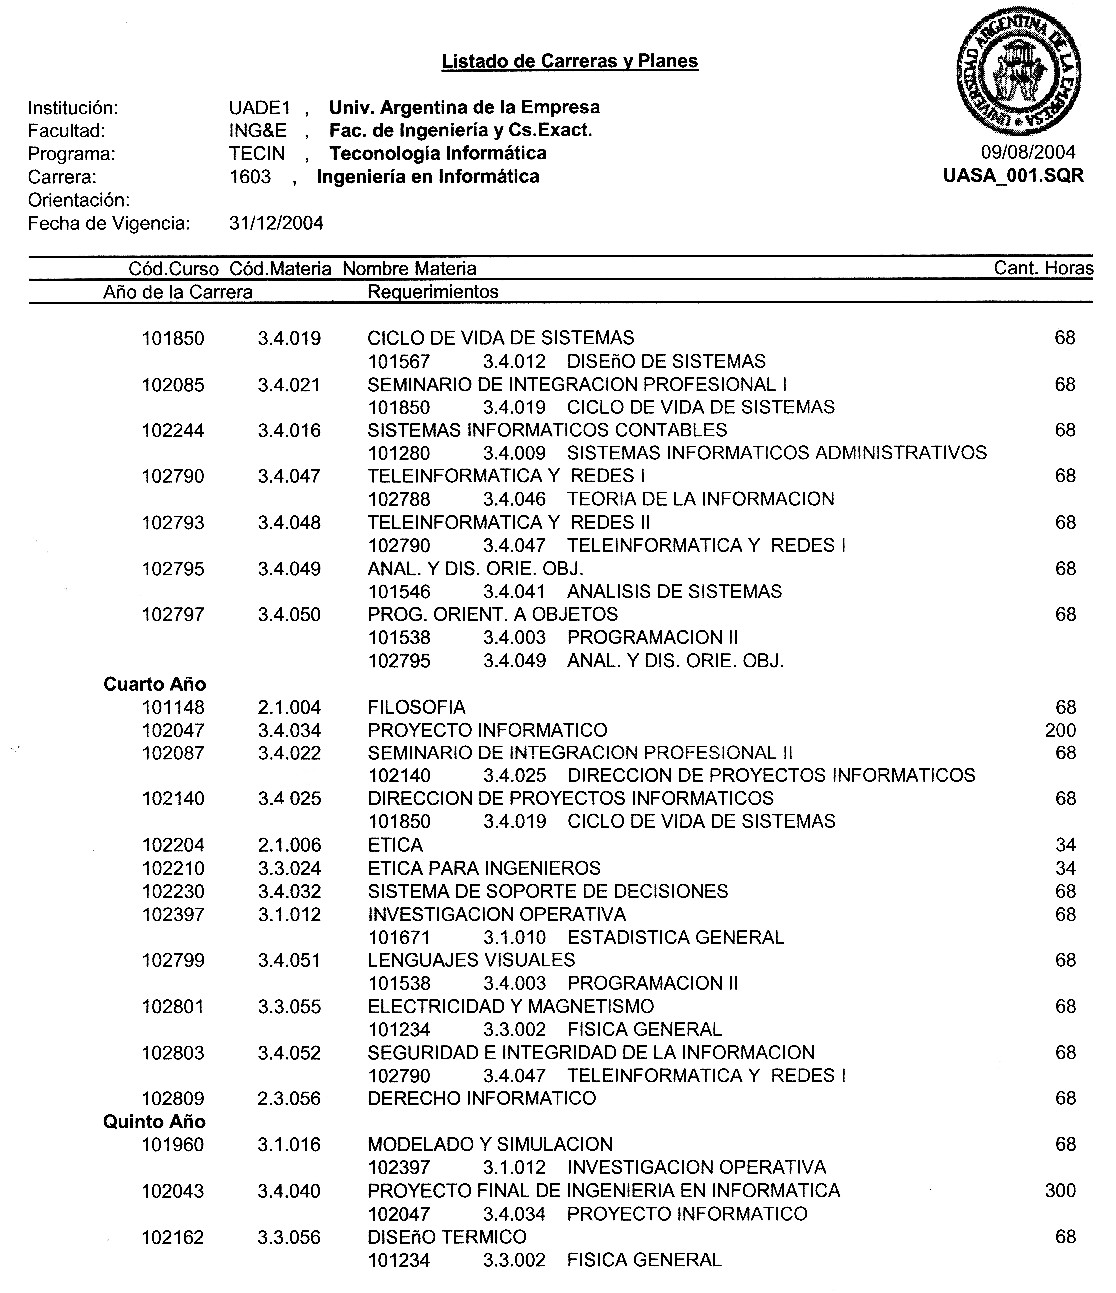 Listado de Carreras y Planes
UNIVERSIDAD ARGENTINA DE LA EMPRESA
Institución: UADE1 , Univ. Argentina de la Empresa
Facultad: ING&E , Fac. de Ingeniería y Cs.Exact.
Programa: TECIN , Teconología Informática 09/08/2004
Carrera: 1603 , Ingeniería en Informática UASA_001.SQR
Orientación:
Fecha de Vigencia: 31/12/2004
Cód.Curso Cód.Materia Nombre Materia Cant. Horas
Año de la Carrera Requerimientos
101850 3.4.019 CICLO DE VIDA DE SISTEMAS 68
101567 3.4.012 DISEñO DE SISTEMAS
102085 3.4.021 SEMINARIO DE INTEGRACION PROFESIONAL I 68
101850 3.4.019 CICLO DE VIDA DE SISTEMAS
102244 3.4.016 SISTEMAS INFORMATICOS CONTABLES 68
101280 3.4.009 SISTEMAS INFORMATICOS ADMINISTRATIVOS
102790 3.4.047 TELEINFORMATICA Y REDES I 68
102788 3.4.046 TEORIA DE LA INFORMACION
102793 3.4.048 TELEINFORMATICA Y REDES II 68
102790 3.4.047 TELEINFORMATICA Y REDES I
102795 3.4.049 ANAL. Y DIS. ORIE. OBJ. 68
101546 3.4.041 ANALISIS DE SISTEMAS
102797 3.4.050 PROG. ORIENT. A OBJETOS 68
101538 3.4.003 PROGRAMACION II
102795 3.4.049 ANAL. Y DIS. ORIE. OBJ.
Cuarto Año
101148 2.1.004 FILOSOFIA 68
102047 3.4.034 PROYECTO INFORMATICO 200
102087 3.4.022 SEMINARIO DE INTEGRACION PROFESIONAL II 68
102140 3.4.025 DIRECCION DE PROYECTOS INFORMATICOS
102140 3.4 025 DIRECCION DE PROYECTOS INFORMATICOS 68
101850 3.4.019 CICLO DE VIDA DE SISTEMAS
102204 2.1.006 ETICA 34
102210 3.3.024 ETICA PARA INGENIEROS 34
102230 3.4.032 SISTEMA DE SOPORTE DE DECISIONES 68
102397 3.1.012 INVESTIGACION OPERATIVA 68
101671 3.1.010 ESTADISTICA GENERAL
102799 3.4.051 LENGUAJES VISUALES 68
101538 3.4.003 PROGRAMACION II
102801 3.3.055 ELECTRICIDAD Y MAGNETISMO 68
101234 3.3.002 FISICA GENERAL
102803 3.4.052 SEGURIDAD E INTEGRIDAD DE LA INFORMACION 68
102790 3.4.047 TELEINFORMATICA Y REDES I
102809 2.3.056 DERECHO INFORMATICO 68
Quinto Año
101960 3.1.016 MODELADO Y SIMULACION 68
102397 3.1.012 INVESTIGACION OPERATIVA
102043 3.4.040 PROYECTO FINAL DE INGENIERIA EN INFORMATICA 300
102047 3.4.034 PROYECTO INFORMATICO
102162 3.3.056 DISEñO TERMICO 68
101234 3.3.002 FISICA GENERAL